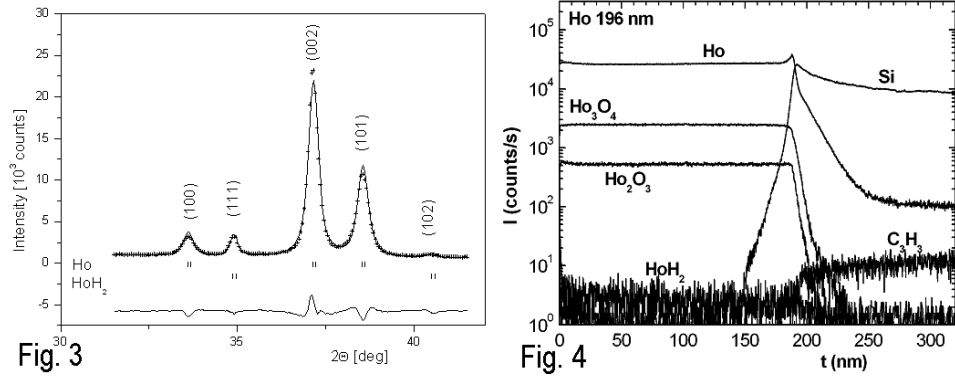 30
25
20
15
10
5
0
-5
Intensity [10³ counts]
(100)
(111)
(002)
(101)
(102)
Ho
HoH₂
30
35
40
2Θ [deg]
Fig. 3
Ho 196 nm
10⁵
10⁴
10³
10²
10¹
10⁰
I (counts/s)
Ho
Si
Ho₃O₄
Ho₂O₃
C₃H₃
HoH₂
0
50
100
150
200
250
300
t (nm)
Fig. 4